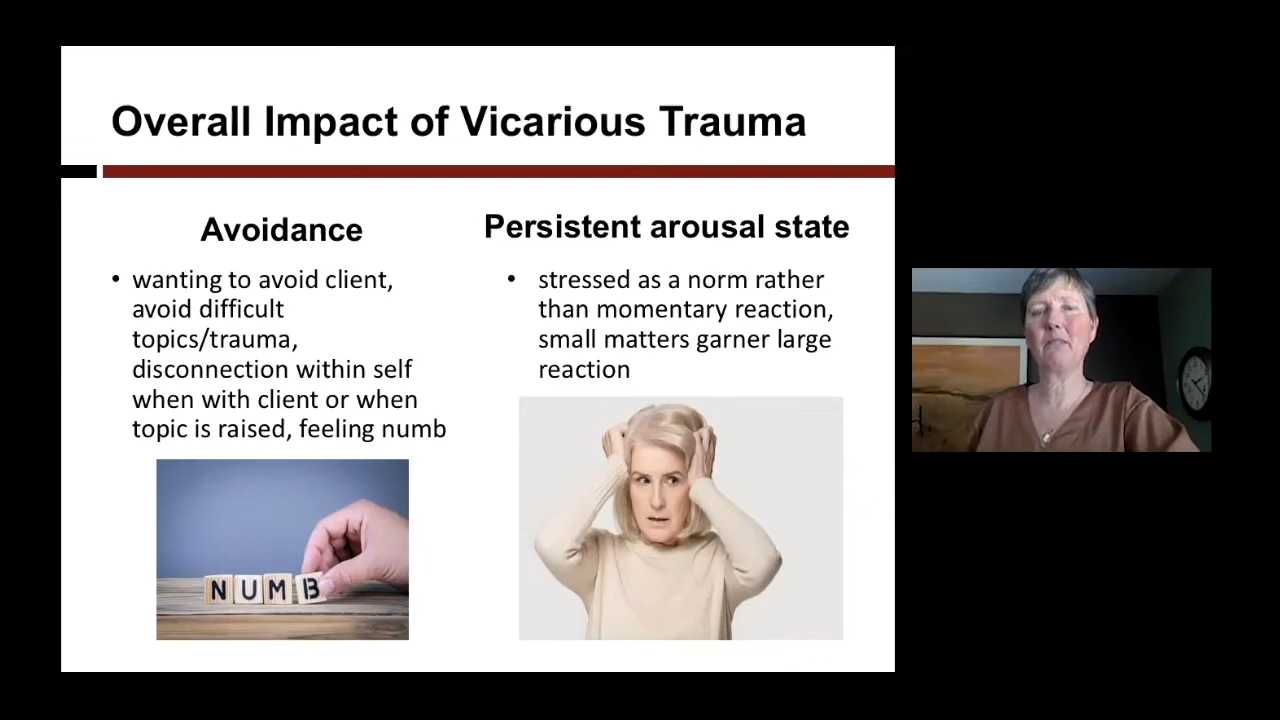 Overall Impact of Vicarious Trauma
Avoidance
• wanting to avoid client,
avoid difficult
topics/trauma,
disconnection within self
when with client or when
topic is raised, feeling numb
NUMB
Persistent arousal state
• stressed as a norm rather
than momentary reaction,
small matters garner large
reaction